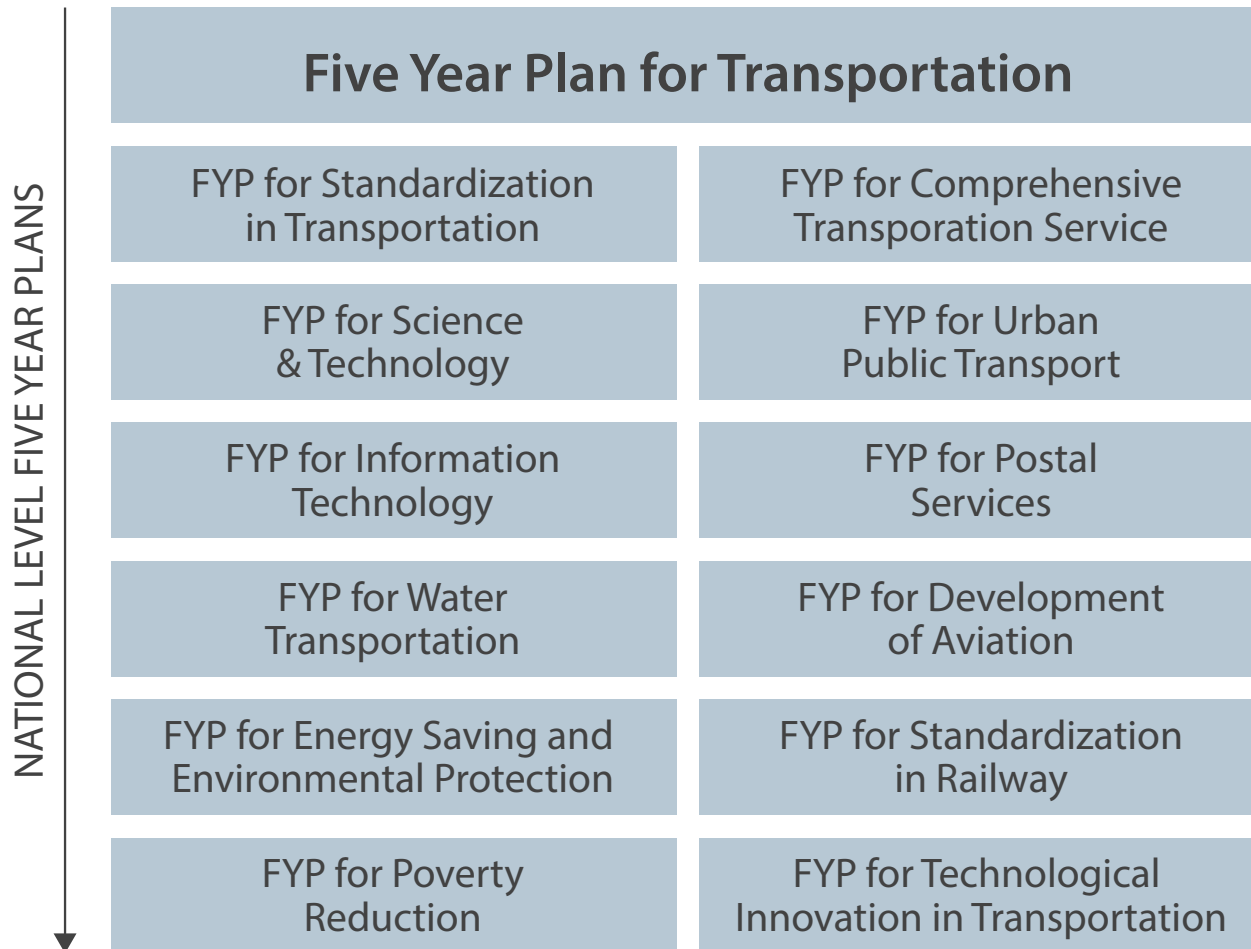 Five Year Plan for Transportation
NATIONAL LEVEL FIVE YEAR PLANS
FYP for Standardization
in Transportation
FYP for Comprehensive
Transporation Service
FYP for Science
& Technology
FYP for Urban
Public Transport
FYP for Information
Technology
FYP for Postal
Services
FYP for Water
Transportation
FYP for Development
of Aviation
FYP for Energy Saving and
Environmental Protection
FYP for Standardization
in Railway
FYP for Poverty
Reduction
FYP for Technological
Innovation in Transportation